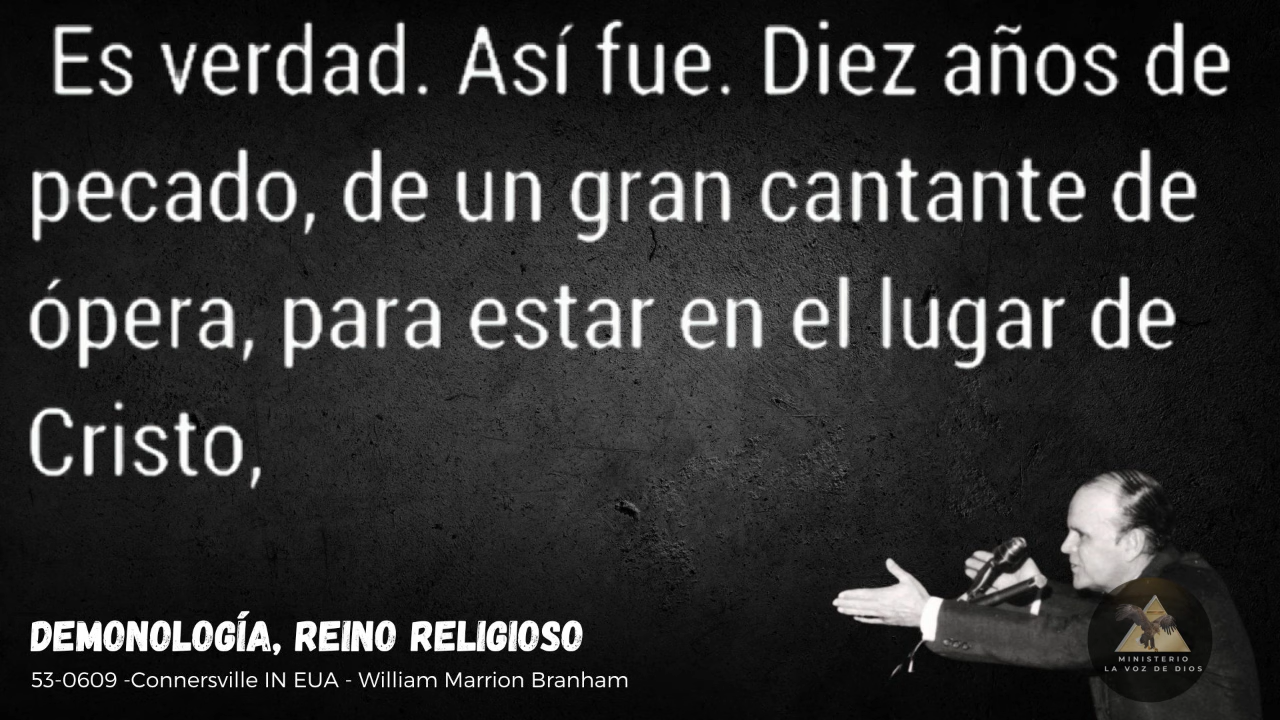 Es verdad. Así fue. Diez años de
pecado, de un gran cantante de
ópera, para estar en el lugar de
Cristo,
DEMONOLOGÍA, REINO RELIGIOSO
53-0609 -Connersville IN EUA - William Marrion Branham
MINISTERIO
LA VOZ DE DIOS